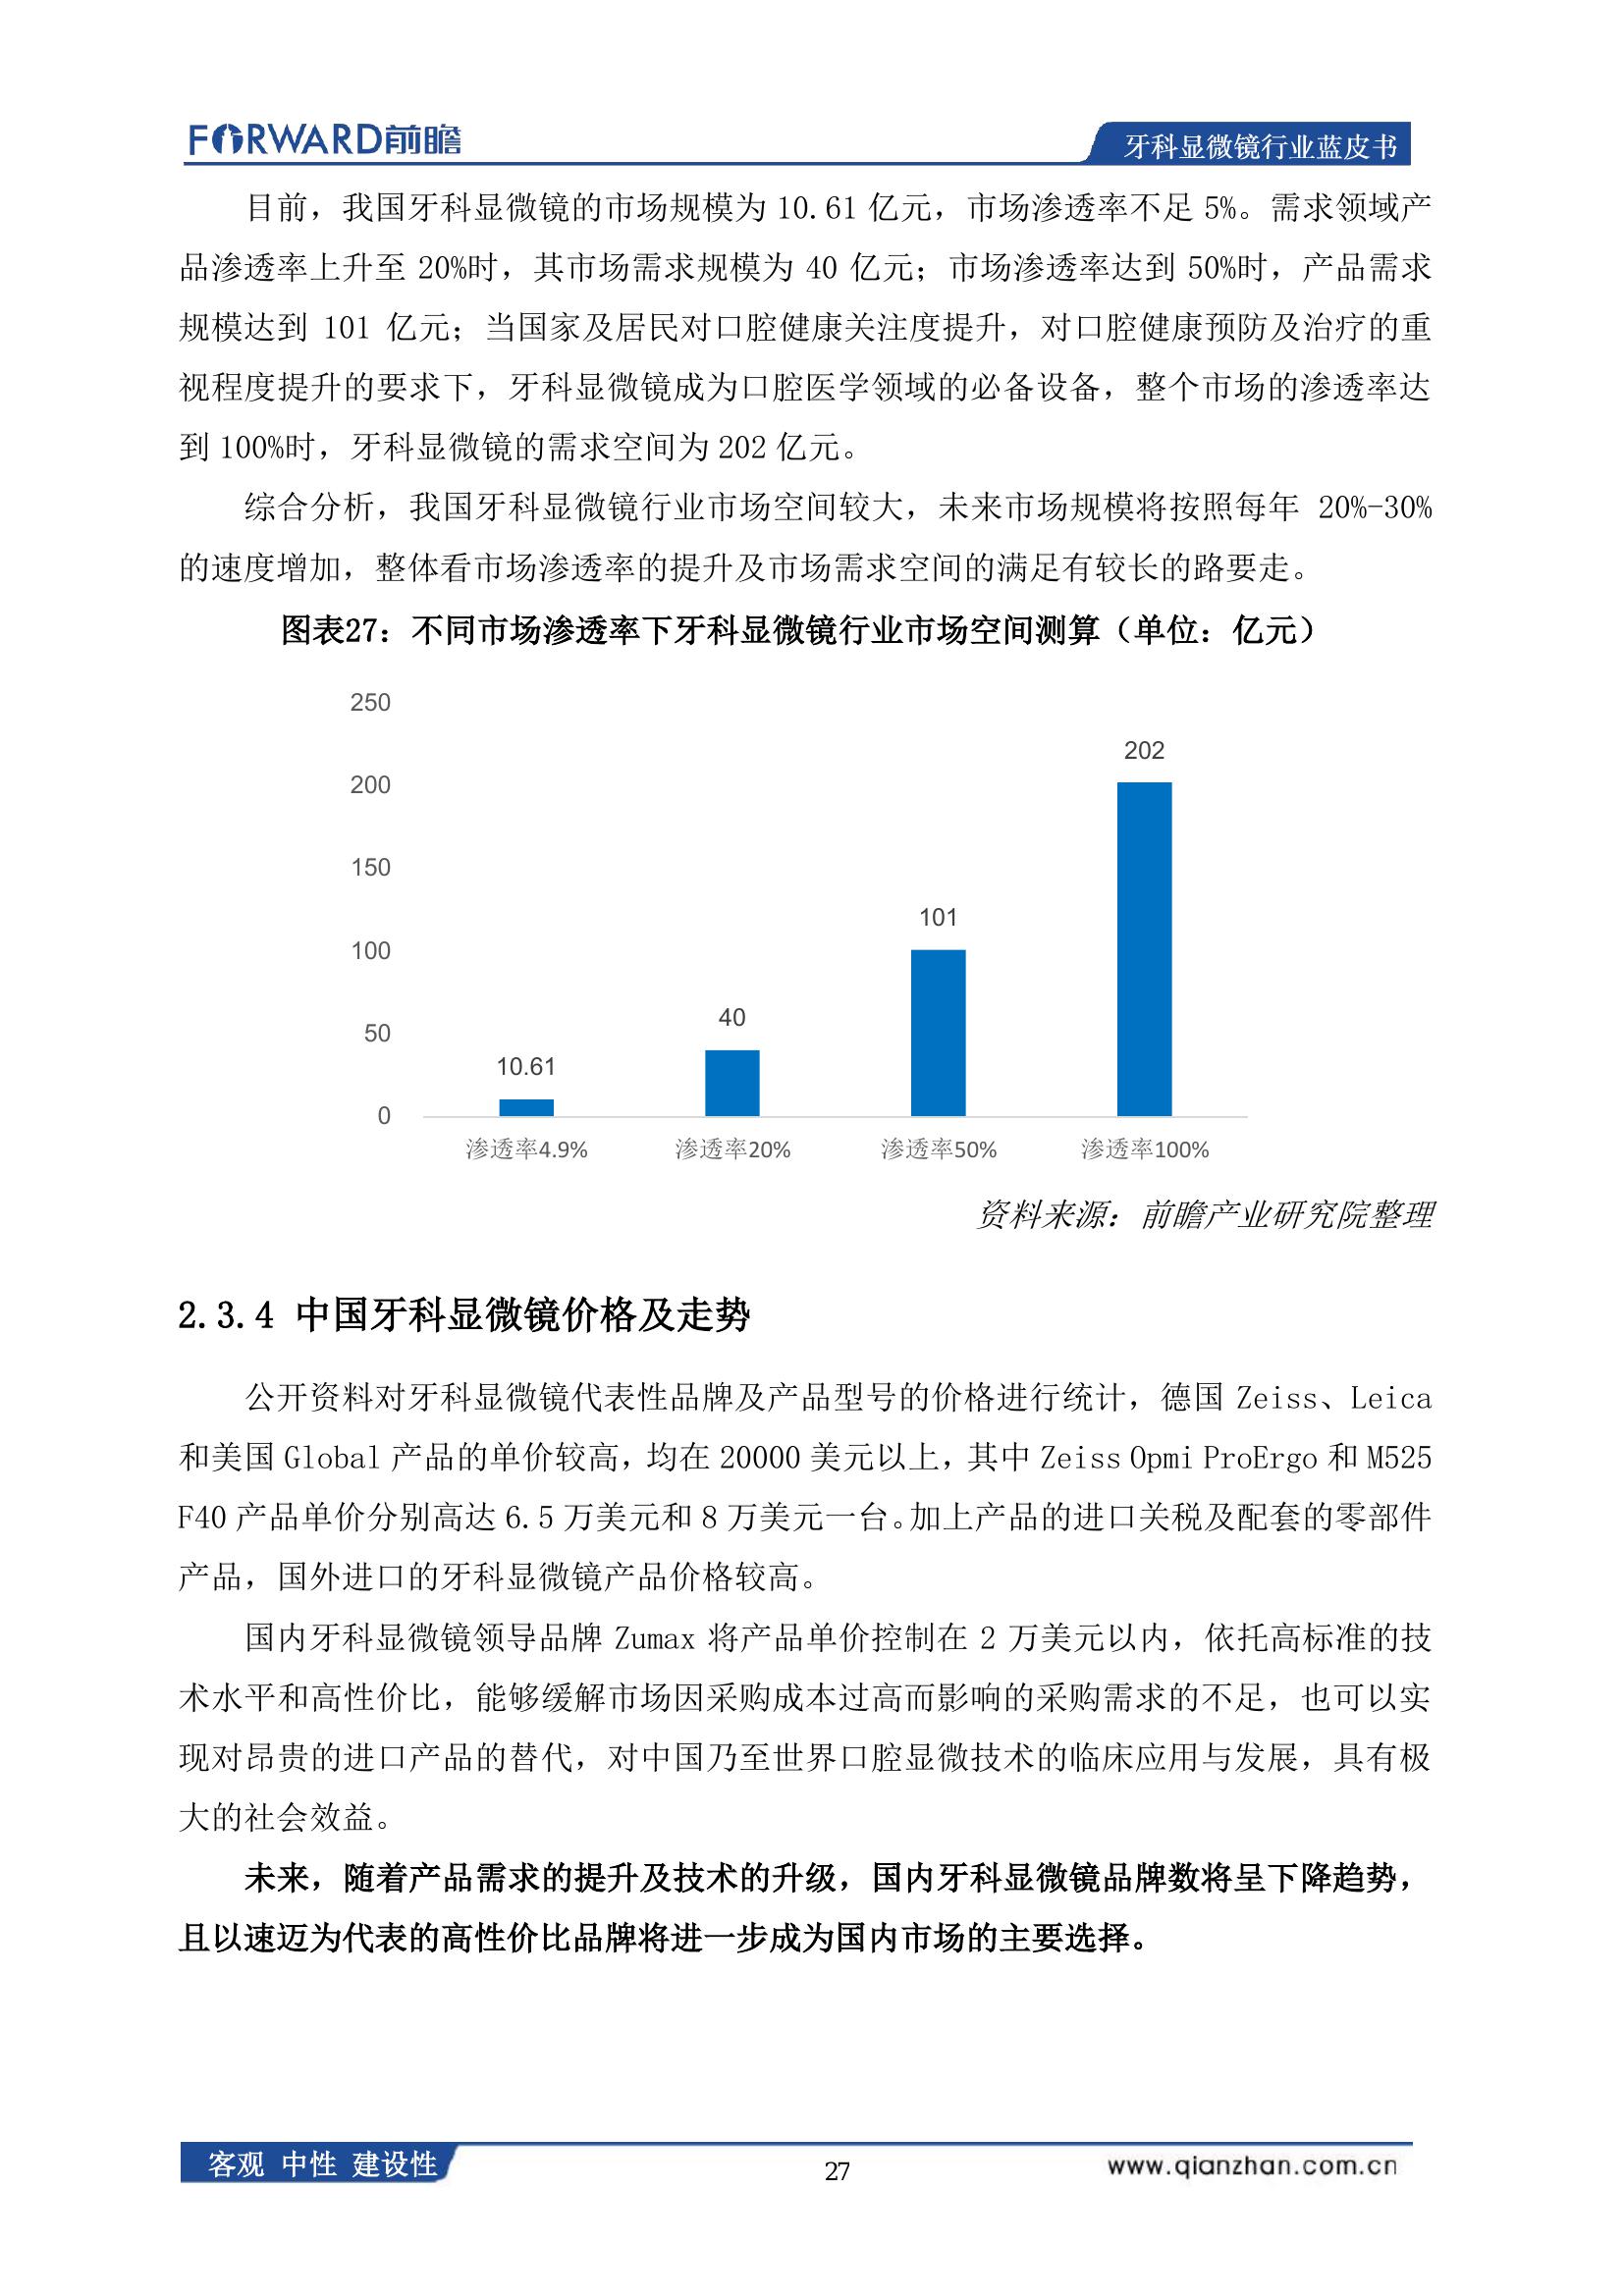 FORWARD前瞻
牙科显微镜行业蓝皮书
目前，我国牙科显微镜的市场规模为 10.61 亿元，市场渗透率不足 5%。需求领域产
品渗透率上升至 20%时，其市场需求规模为 40 亿元；市场渗透率达到 50%时，产品需求
规模达到 101 亿元；当国家及居民对口腔健康关注度提升，对口腔健康预防及治疗的重
视程度提升的要求下，牙科显微镜成为口腔医学领域的必备设备，整个市场的渗透率达
到 100%时，牙科显微镜的需求空间为 202 亿元。
综合分析，我国牙科显微镜行业市场空间较大，未来市场规模将按照每年 20%-30%
的速度增加，整体看市场渗透率的提升及市场需求空间的满足有较长的路要走。
图表27：不同市场渗透率下牙科显微镜行业市场空间测算（单位：亿元）
250
200
150
100
50
0
10.61
40
101
202
渗透率4.9%
渗透率20%
渗透率50%
渗透率100%
资料来源：前瞻产业研究院整理
2.3.4 中国牙科显微镜价格及走势
公开资料对牙科显微镜代表性品牌及产品型号的价格进行统计，德国 Zeiss、Leica
和美国 Global 产品的单价较高，均在 20000 美元以上，其中 Zeiss Opmi ProErgo 和 M525
F40 产品单价分别高达 6.5 万美元和 8 万美元一台。加上产品的进口关税及配套的零部件
产品，国外进口的牙科显微镜产品价格较高。
国内牙科显微镜领导品牌 Zumax 将产品单价控制在 2 万美元以内，依托高标准的技
术水平和高性价比，能够缓解市场因采购成本过高而影响的采购需求的不足，也可以实
现对昂贵的进口产品的替代，对中国乃至世界口腔显微技术的临床应用与发展，具有极
大的社会效益。
未来，随着产品需求的提升及技术的升级，国内牙科显微镜品牌数将呈下降趋势，
且以速迈为代表的高性价比品牌将进一步成为国内市场的主要选择。
客观 中性 建设性
27
www.qianzhan.com.cn